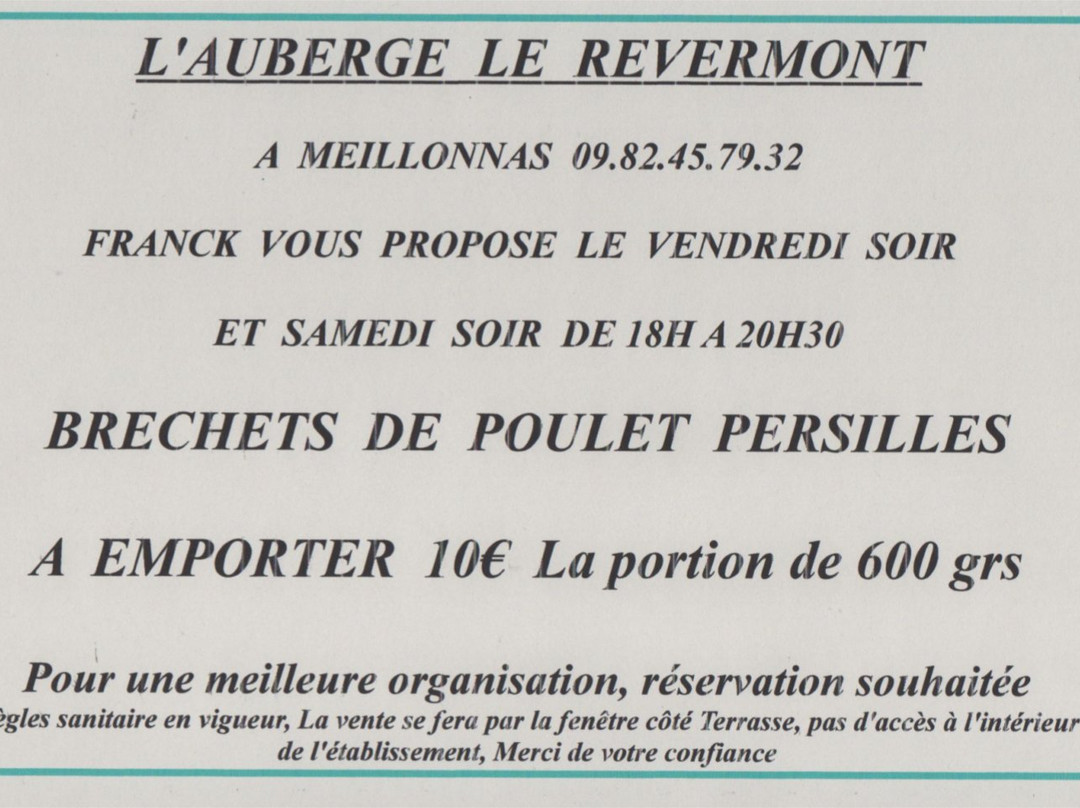 L'AUBERGE LE REVERMONT
A MEILLONNAS 09.82.45.79.32
FRANCK VOUS PROPOSE LE VENDREDI SOIR
ET SAMEDI SOIR DE 18H A 20H30
BRECHETS DE POULET PERSILLES
A EMPORTER 10€ La portion de 600 grs
Pour une meilleure organisation, réservation souhaitée
ègles sanitaire en vigueur, La vente se fera par la fenêtre côté Terrasse, pas d'accès à l'intérieur
de l'établissement, Merci de votre confiance